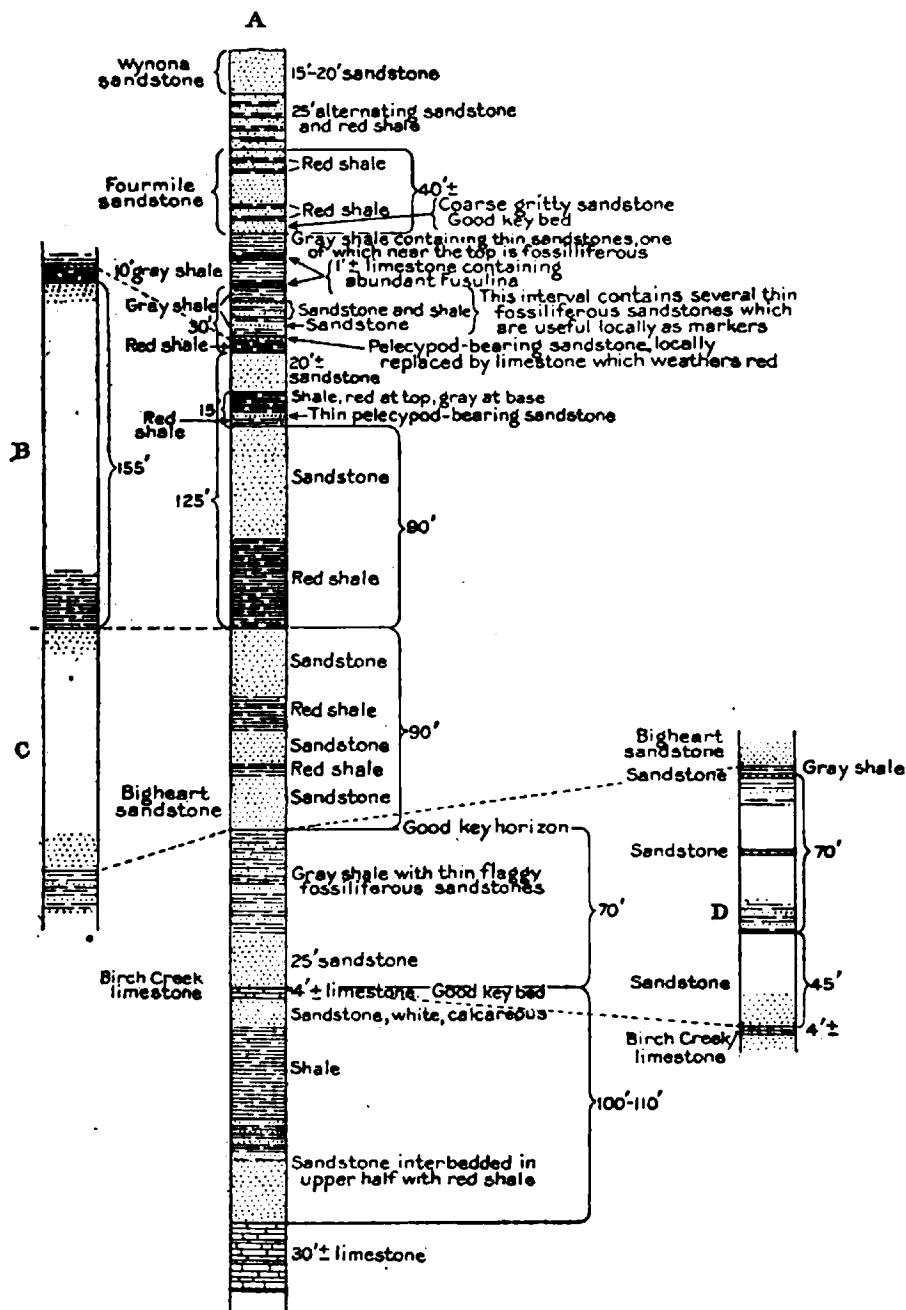 A
Wynona
sandstone
15'-20' sandstone
25' alternating sandstone
and red shale
Fourmile
sandstone
Red shale
40'±
Red shale
Coarse gritty sandstone
Good key bed
Gray shale containing thin sandstones, one
of which near the top is fossilliferous
10' gray shale
1'± limestone containing
abundant Fusulina
Gray shale
30'
Sandstone and shale
Sandstone
This interval contains several thin
fossiliferous sandstones which
are useful locally as markers
Red shale
Pelecypod-bearing sandstone, locally
replaced by limestone which weathers red
20'±
sandstone
Shale, red at top, gray at base
15'
Thin pelecypod-bearing sandstone
Red
shale
B
155'
125'
Sandstone
90'
Red shale
Sandstone
Red shale
90'
C
Sandstone
Red shale
Bigheart
sandstone
Sandstone
Good key horizon
Gray shale with thin flaggy
fossiliferous sandstones
70'
25' sandstone
Birch Creek
limestone
4'± limestone Good key bed
Sandstone, white, calcareous
Shale
100'-110'
Sandstone interbedded in
upper half with red shale
30'± limestone
Bigheart
sandstone
Sandstone
Gray shale
Sandstone
70'
D
Sandstone
45'
Birch Creek
limestone
4'±